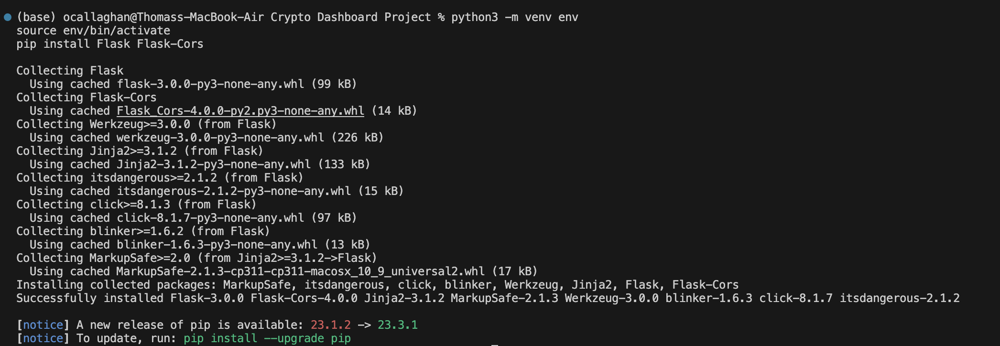 (base) ocallaghan@Thomass-MacBook-Air Crypto Dashboard Project % python3 -m venv env
source env/bin/activate
pip install Flask Flask-Cors
Collecting Flask
  Using cached flask-3.0.0-py3-none-any.whl (99 kB)
Collecting Flask-Cors
  Using cached Flask_Cors-4.0.0-py2.py3-none-any.whl (14 kB)
Collecting Werkzeug>=3.0.0 (from Flask)
  Using cached werkzeug-3.0.0-py3-none-any.whl (226 kB)
Collecting Jinja2>=3.1.2 (from Flask)
  Using cached Jinja2-3.1.2-py3-none-any.whl (133 kB)
Collecting itsdangerous>=2.1.2 (from Flask)
  Using cached itsdangerous-2.1.2-py3-none-any.whl (15 kB)
Collecting click>=8.1.3 (from Flask)
  Using cached click-8.1.7-py3-none-any.whl (97 kB)
Collecting blinker>=1.6.2 (from Flask)
  Using cached blinker-1.6.3-py3-none-any.whl (13 kB)
Collecting MarkupSafe>=2.0 (from Jinja2>=3.1.2->Flask)
  Using cached MarkupSafe-2.1.3-cp311-cp311-macosx_10_9_universal2.whl (17 kB)
Installing collected packages: MarkupSafe, itsdangerous, click, blinker, Werkzeug, Jinja2, Flask, Flask-Cors
Successfully installed Flask-3.0.0 Flask-Cors-4.0.0 Jinja2-3.1.2 MarkupSafe-2.1.3 Werkzeug-3.0.0 blinker-1.6.3 click-8.1.7 itsdangerous-2.1.2
[notice] A new release of pip is available: 23.1.2 -> 23.3.1
[notice] To update, run: pip install --upgrade pip